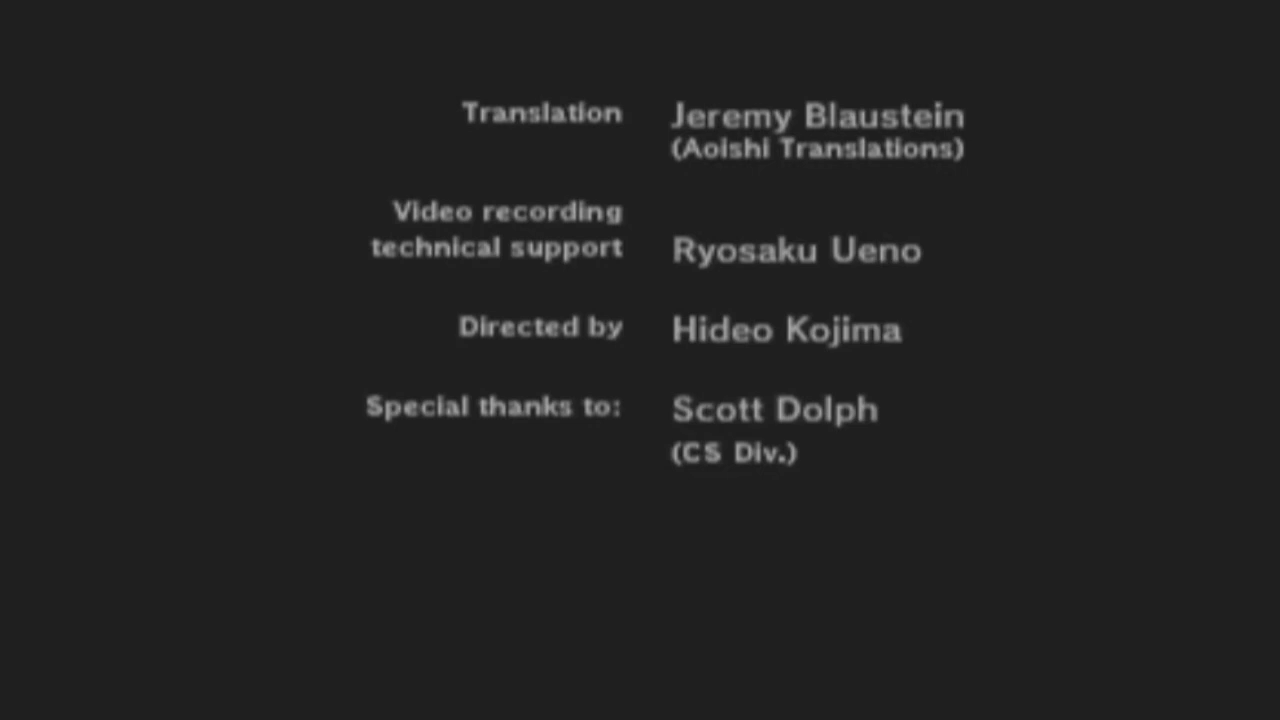 Translation Jeremy Blaustein
(Aoishi Translations)
Video recording
technical support Ryosaku Ueno
Directed by Hideo Kojima
Special thanks to: Scott Dolph
(CS Div.)